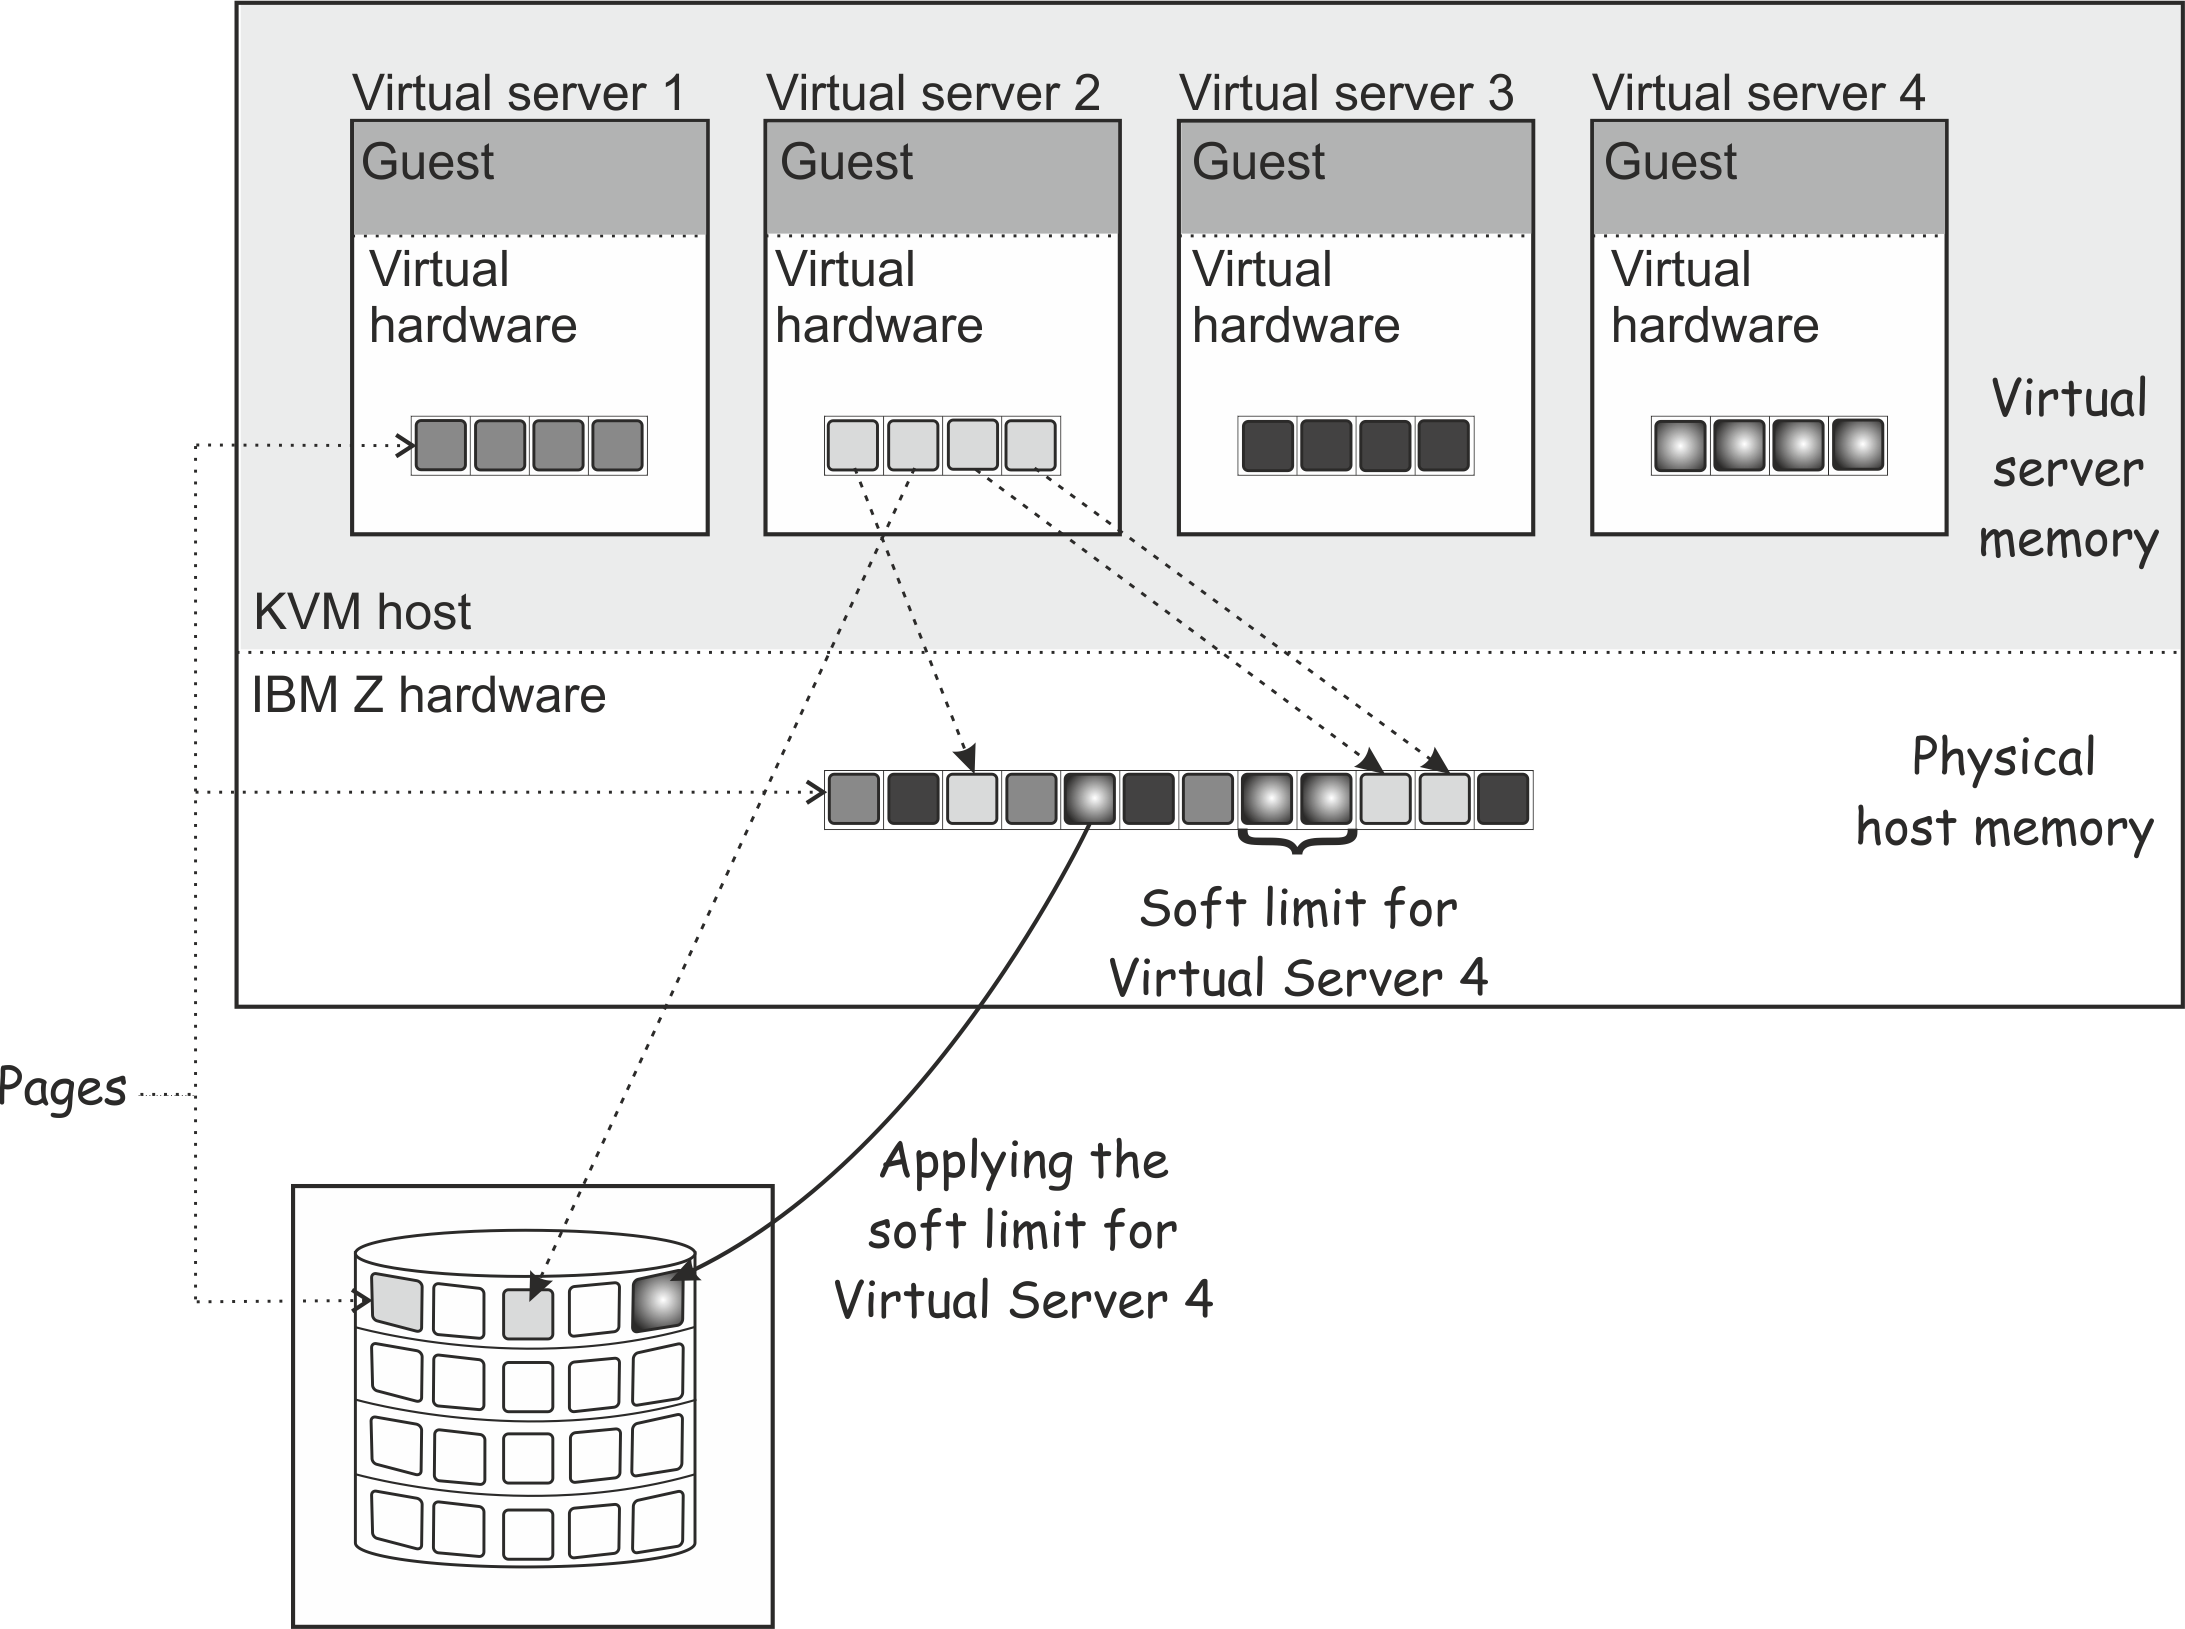 Virtual server 1
Virtual server 2
Virtual server 3
Virtual server 4
Guest
Guest
Guest
Guest
Virtual
hardware
Virtual
hardware
Virtual
hardware
Virtual
hardware
Virtual
server
memory
KVM host
IBM Z hardware
Physical
host memory
Soft limit for
Virtual Server 4
Pages
Applying the
soft limit for
Virtual Server 4